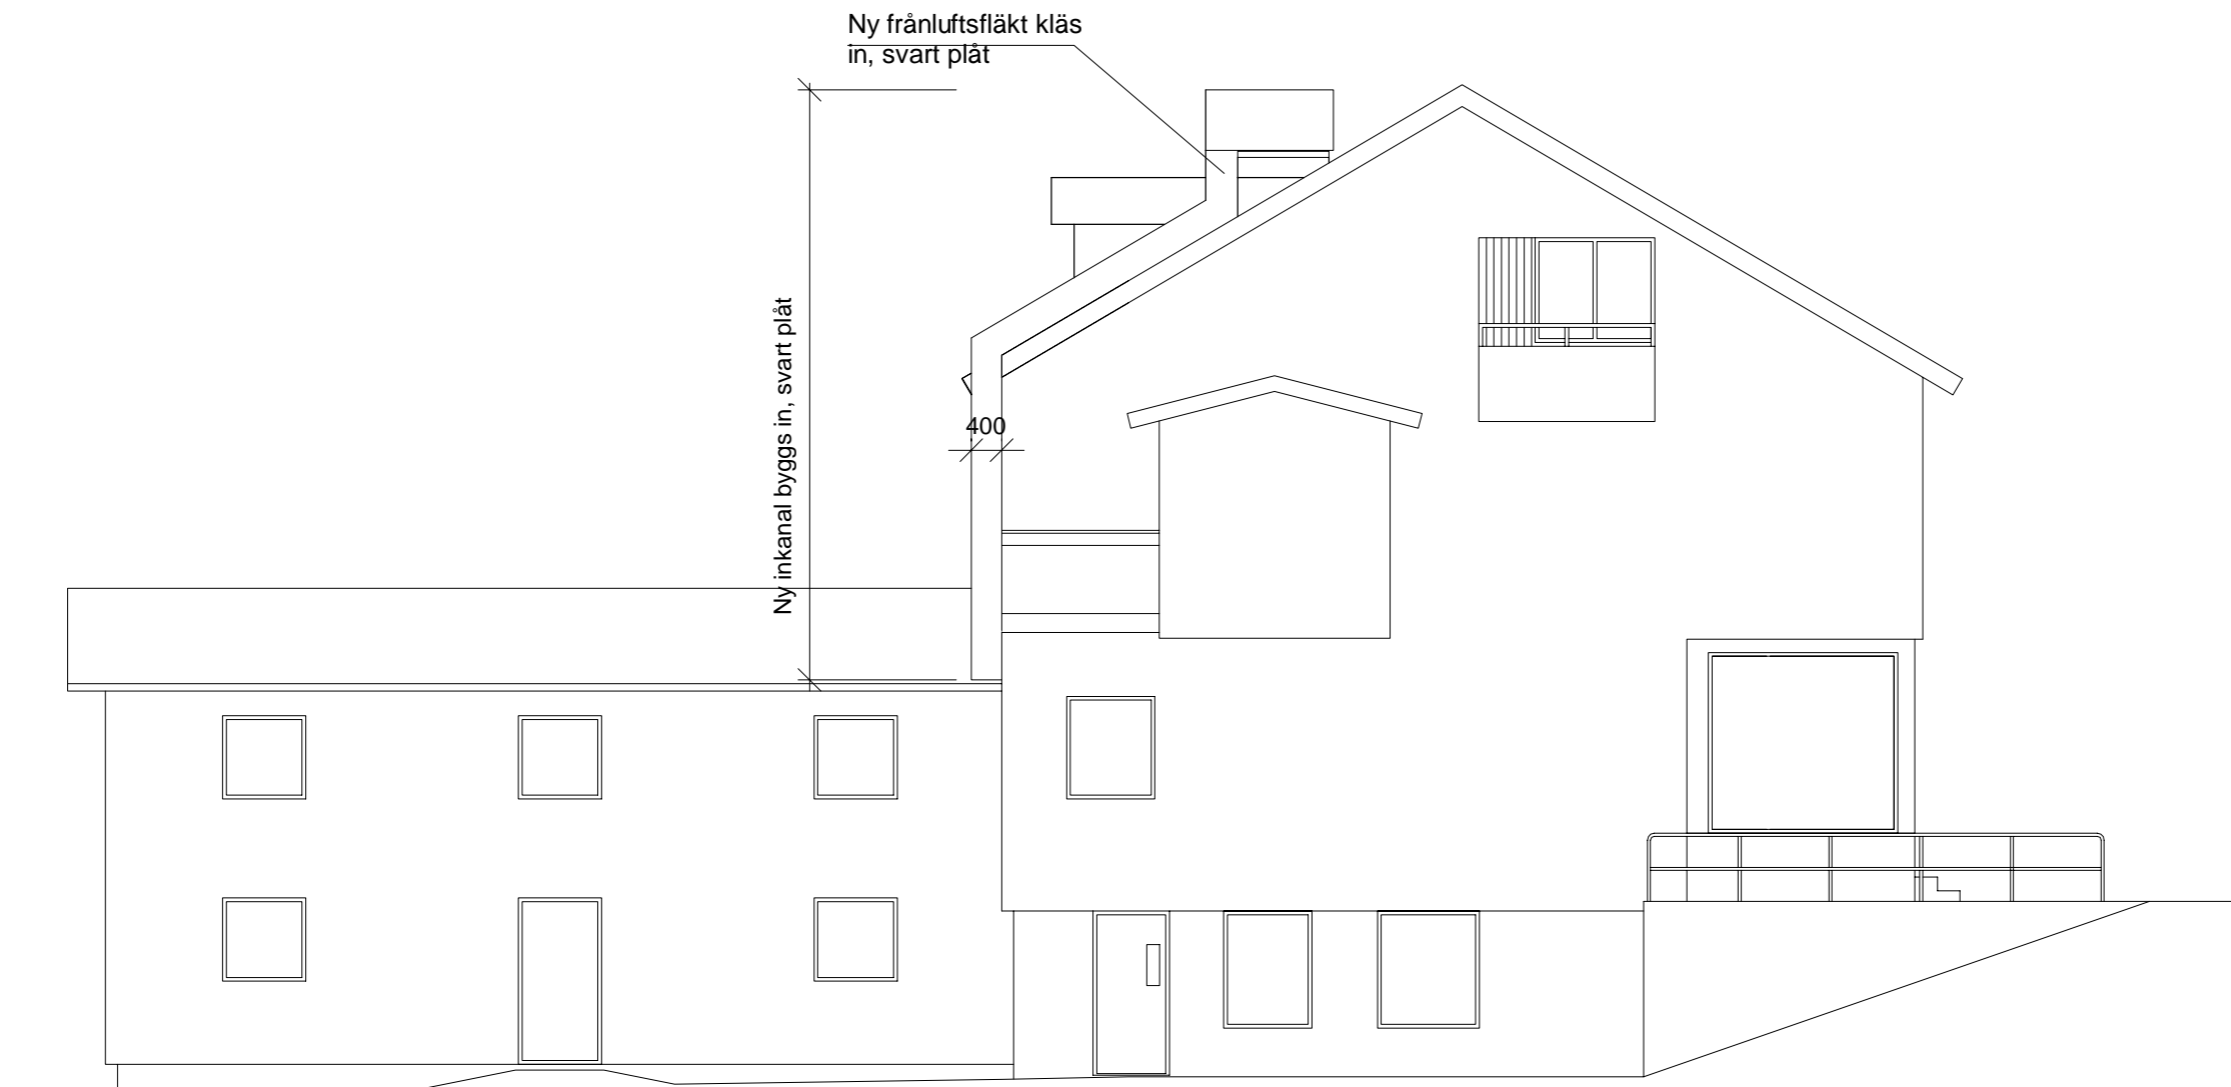 Ny frånluftsfläkt kläs
in, svart plåt
Ny inkanal byggs in, svart plåt
400